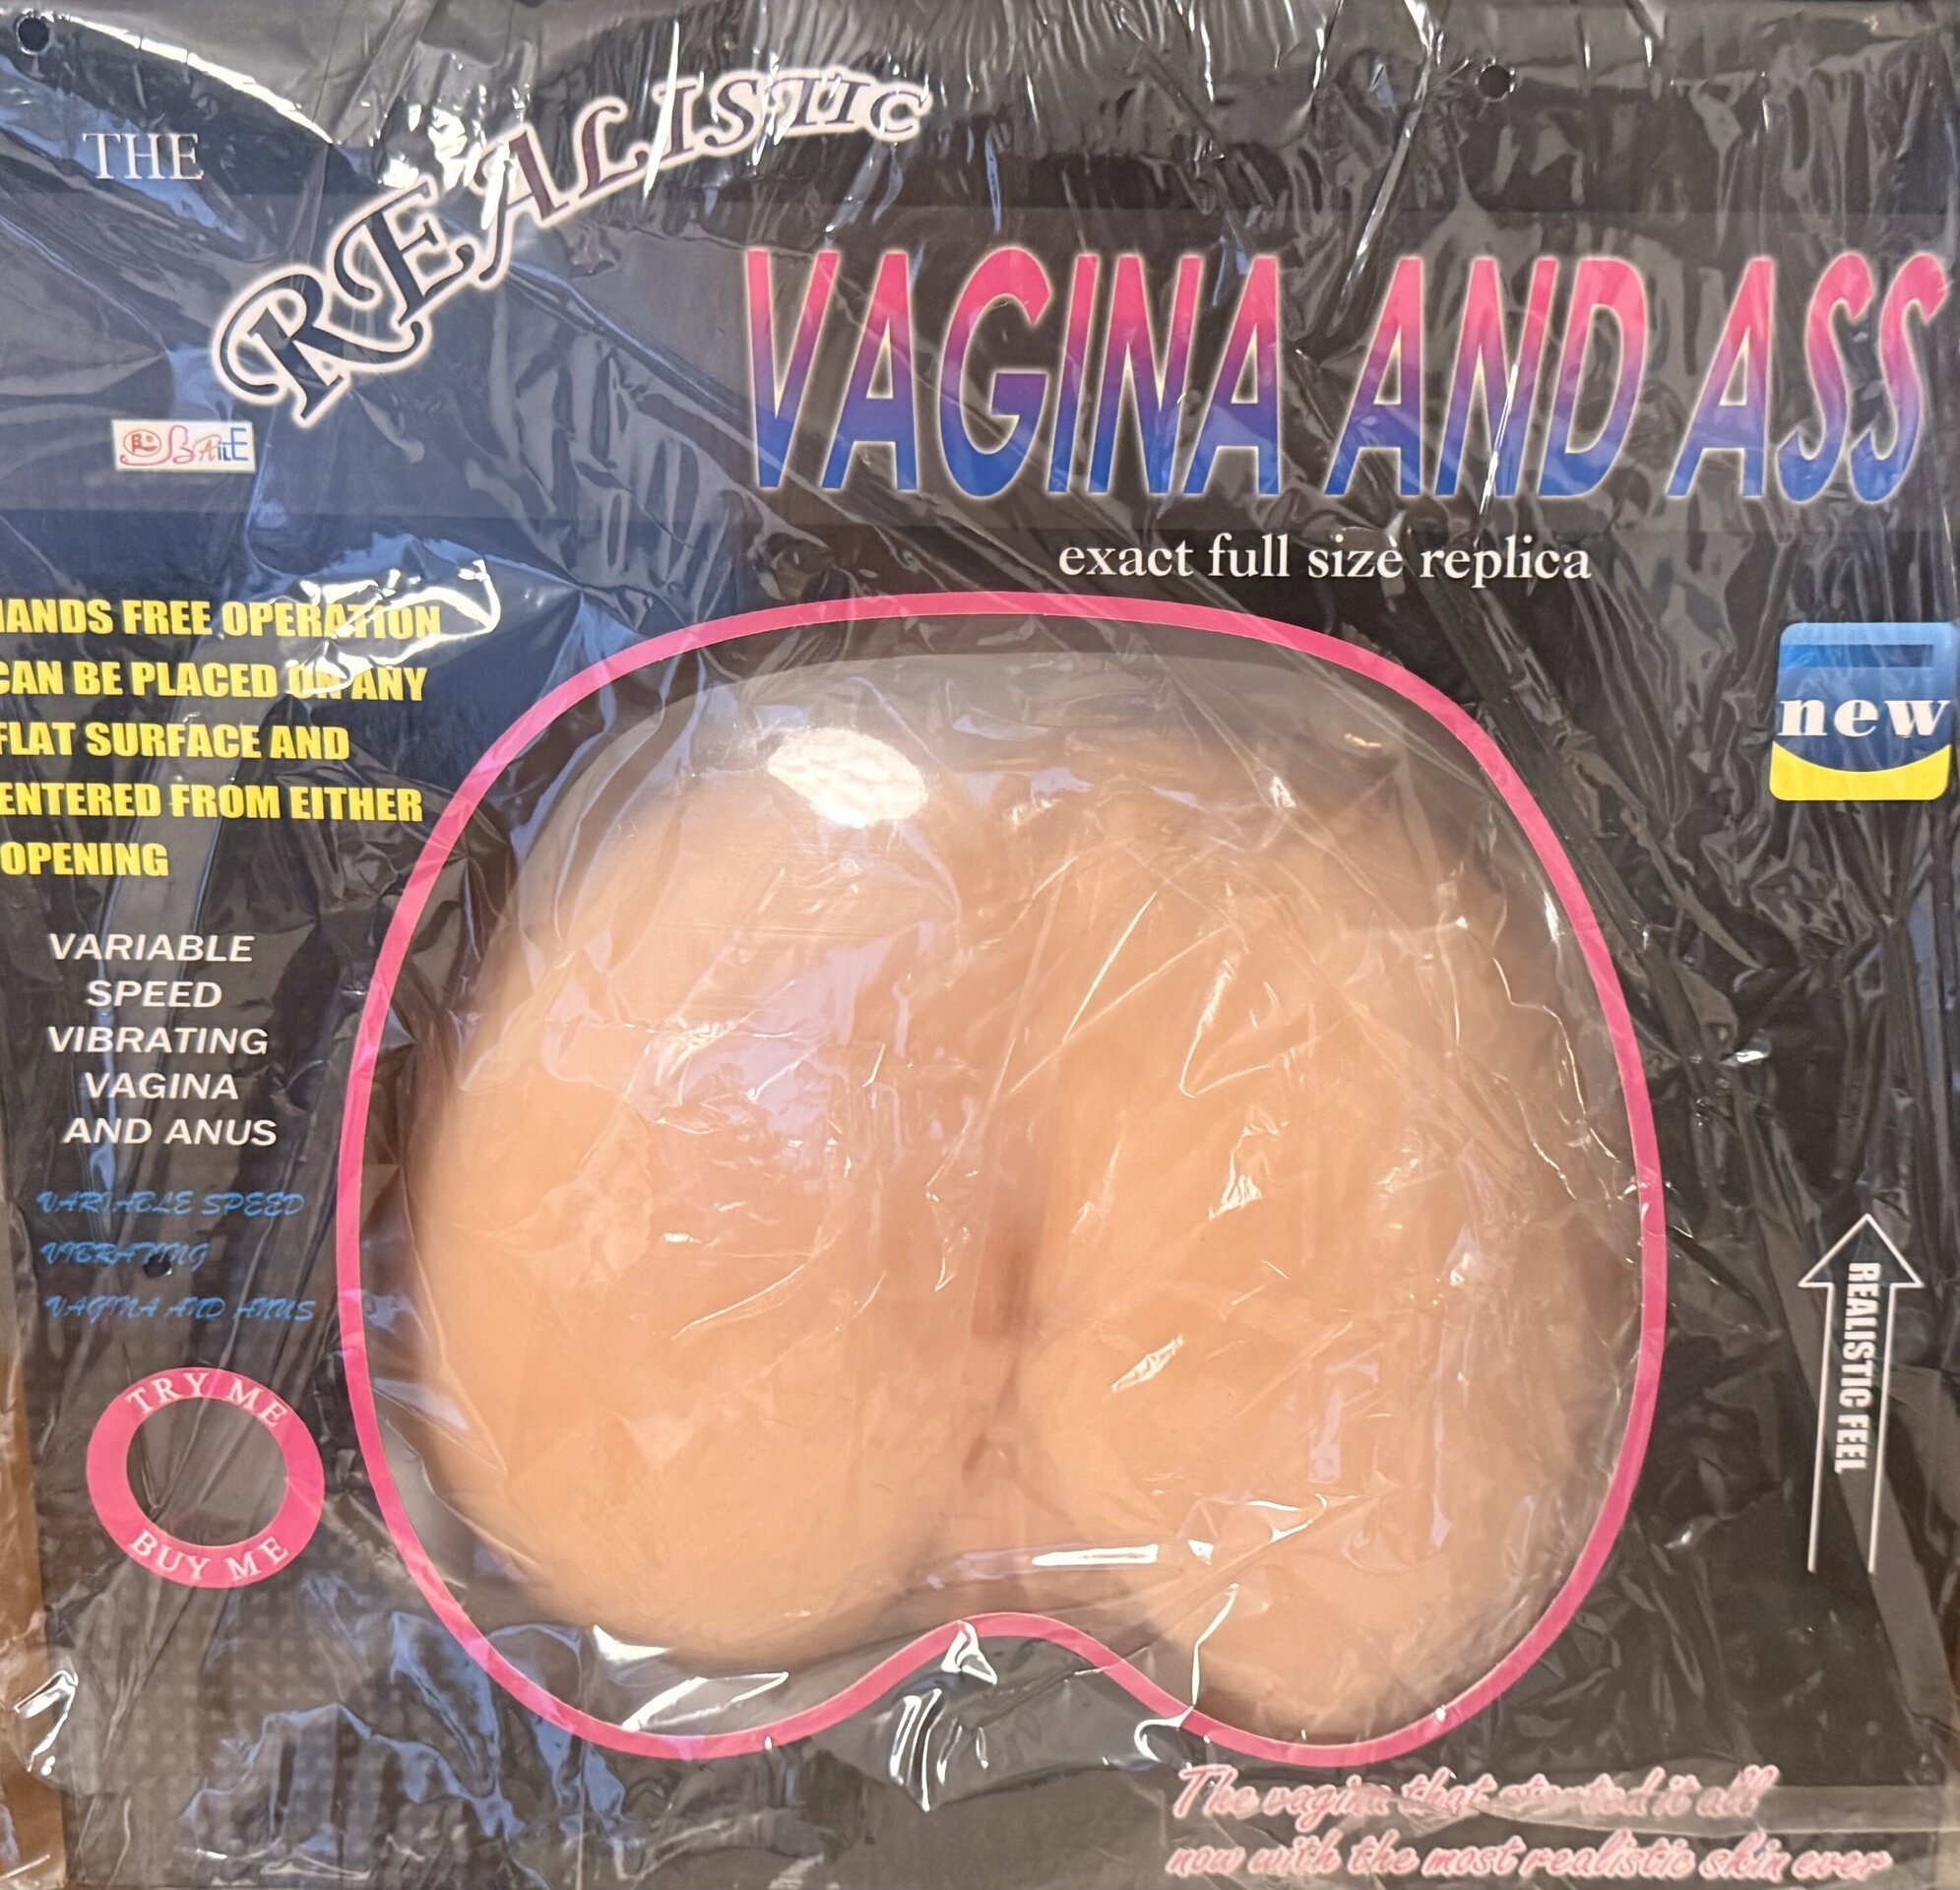 THE
REALISTIC
VAGINA AND ASS
BAILE
exact full size replica
HANDS FREE OPERATION
CAN BE PLACED ON ANY
FLAT SURFACE AND
ENTERED FROM EITHER
OPENING
new
VARIABLE
SPEED
VIBRATING
VAGINA
AND ANUS
VARIABLE SPEED
VIBRATING
VAGINA AND ANUS
REALISTIC FEEL
TRY ME
BUY ME
The vagina that started it all
now with the most realistic skin ever